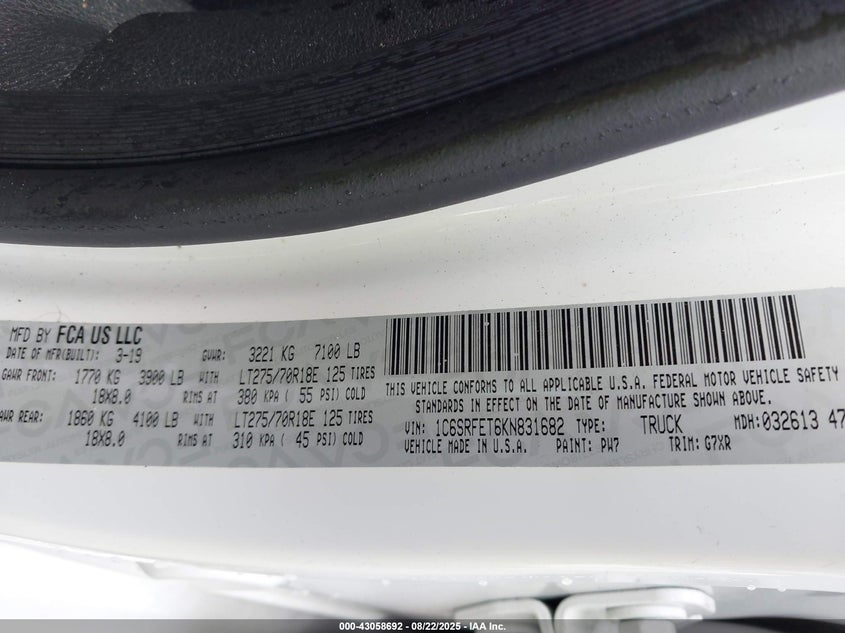 MFD BY FCA US LLC
DATE OF MFR(BUILT): 3-19 GVWR: 3221 KG 7100 LB
GAWR FRONT: 1770 KG 3900 LB WITH LT275/70R18E 125 TIRES
18X8.0 RIMS AT 380 KPA ( 55 PSI) COLD
AWR REAR: 1860 KG 4100 LB WITH LT275/70R18E 125 TIRES
18X8.0 RIMS AT 310 KPA ( 45 PSI) COLD
THIS VEHICLE CONFORMS TO ALL APPLICABLE U.S.A. FEDERAL MOTOR VEHICLE SAFETY
STANDARDS IN EFFECT ON THE DATE OF MANUFACTURE SHOWN ABOVE.
VIN: 1C6SRFET6KN831682 TYPE: TRUCK MDH:032613 47
VEHICLE MADE IN U.S.A. PAINT: PW7 TRIM: G7XR
000-43058692 - 08/22/2025 - IAA Inc.